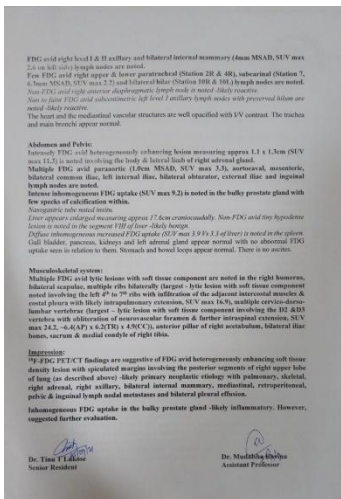 FDG avid right level I & II axillary and bilateral internal mammary (4mm MSAD, SUV max
2.6 on left side) lymph nodes are noted.
Few FDG avid right upper & lower paratracheal (Station 2R & 4R), subcarinal (Station 7,
6.3mm MSAD, SUV max 2.2) and bilateral hilar (Station 10R & 10L) lymph nodes are noted.
Non-FDG avid right anterior diaphragmatic lymph node is noted -likely reactive.
Non to faint FDG avid subcentimetric left level I axillary lymph nodes with preserved hilum are
noted -likely reactive.
The heart and the mediastinal vascular structures are well opacified with I/V contrast. The trachea
and main bronchi appear normal.
Abdomen and Pelvis:
Intensely FDG avid heterogeneously enhancing lesion measuring approx 1.1 x 1.3cm (SUV
max 11.3) is noted involving the body & lateral limb of right adrenal gland.
Multiple FDG avid parametric (1.0cm MSAD, SUV max 3.3), aortocaval, mesenteric,
bilateral common iliac, left internal iliac, bilateral obturator, external iliac and inguinal
lymph nodes are noted.
Intense inhomogeneous FDG uptake (SUV max 9.2) is noted in the bulky prostate gland with
few specks of calcification within.
Nasogastric tube noted insitu.
Liver appears enlarged measuring approx 17.6cm craniocaudally. Non-FDG avid tiny hypodense
lesion is noted in the segment VIII of liver -likely benign.
Diffuse inhomogeneous increased FDG uptake (SUV max 3.9 Vs 3.3 of liver) is noted in the spleen.
Gall bladder, pancreas, kidneys and left adrenal gland appear normal with no abnormal FDG
uptake seen in relation to them. Stomach and bowel loops appear normal. There is no ascites.
Musculoskeletal system:
Multiple FDG avid lytic lesions with soft tissue component are noted in the right humerus,
bilateral scapulae, multiple ribs bilaterally (largest - lytic lesion with soft tissue component
noted involving the left 4th to 7th ribs with infiltration of the adjacent intercostal muscles &
costal pleura with likely intrapulmonary extension, SUV max 16.9), multiple cervico-dorso-
lumbar vertebras (largest – lytic lesion with soft tissue component involving the D2 & D3
vertebra with obliteration of neurovascular foramen & further intraspinal extension, SUV
max 24.2, ~6.4(AP) x 6.2(TR) x 4.9(CC)), anterior pillar of right acetabulum, bilateral iliac
bones, sacrum & medial condyle of right tibia.
Impression:
18F-FDG PET/CT findings are suggestive of FDG avid heterogeneously enhancing soft tissue
density lesion with spiculated margins involving the posterior segments of right upper lobe
of lung (as described above) -likely primary neoplastic etiology with pulmonary, skeletal,
right adrenal, right axillary, bilateral internal mammary, mediastinal, retroperitoneal,
pelvic & inguinal lymph nodal metastases and bilateral pleural effusion.
Inhomogeneous FDG uptake in the bulky prostate gland -likely inflammatory. However,
suggested further evaluation.
Dr. Tinu T Lukose
Senior Resident
Dr. Madathha
Assistant Professor